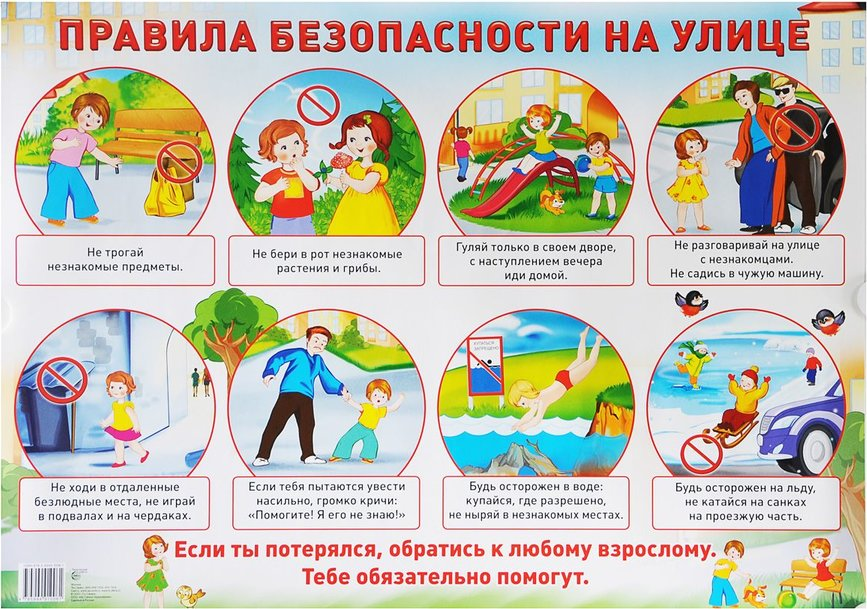 ПРАВИЛА БЕЗОПАСНОСТИ НА УЛИЦЕ
Не трогай
незнакомые предметы.
Не бери в рот незнакомые
растения и грибы.
Гуляй только в своем дворе,
с наступлением вечера
иди домой.
Не разговаривай на улице
с незнакомцами.
Не садись в чужую машину.
КУПАТЬСЯ
ЗАПРЕЩЕНО
Не ходи в отдаленные
безлюдные места, не играй
в подвалах и на чердаках.
Если тебя пытаются увести
насильно, громко кричи:
«Помогите! Я его не знаю!»
Будь осторожен в воде:
купайся, где разрешено,
не ныряй в незнакомых местах.
Будь осторожен на льду,
не катайся на санках
на проезжую часть.
Если ты потерялся, обратись к любому взрослому.
Тебе обязательно помогут.